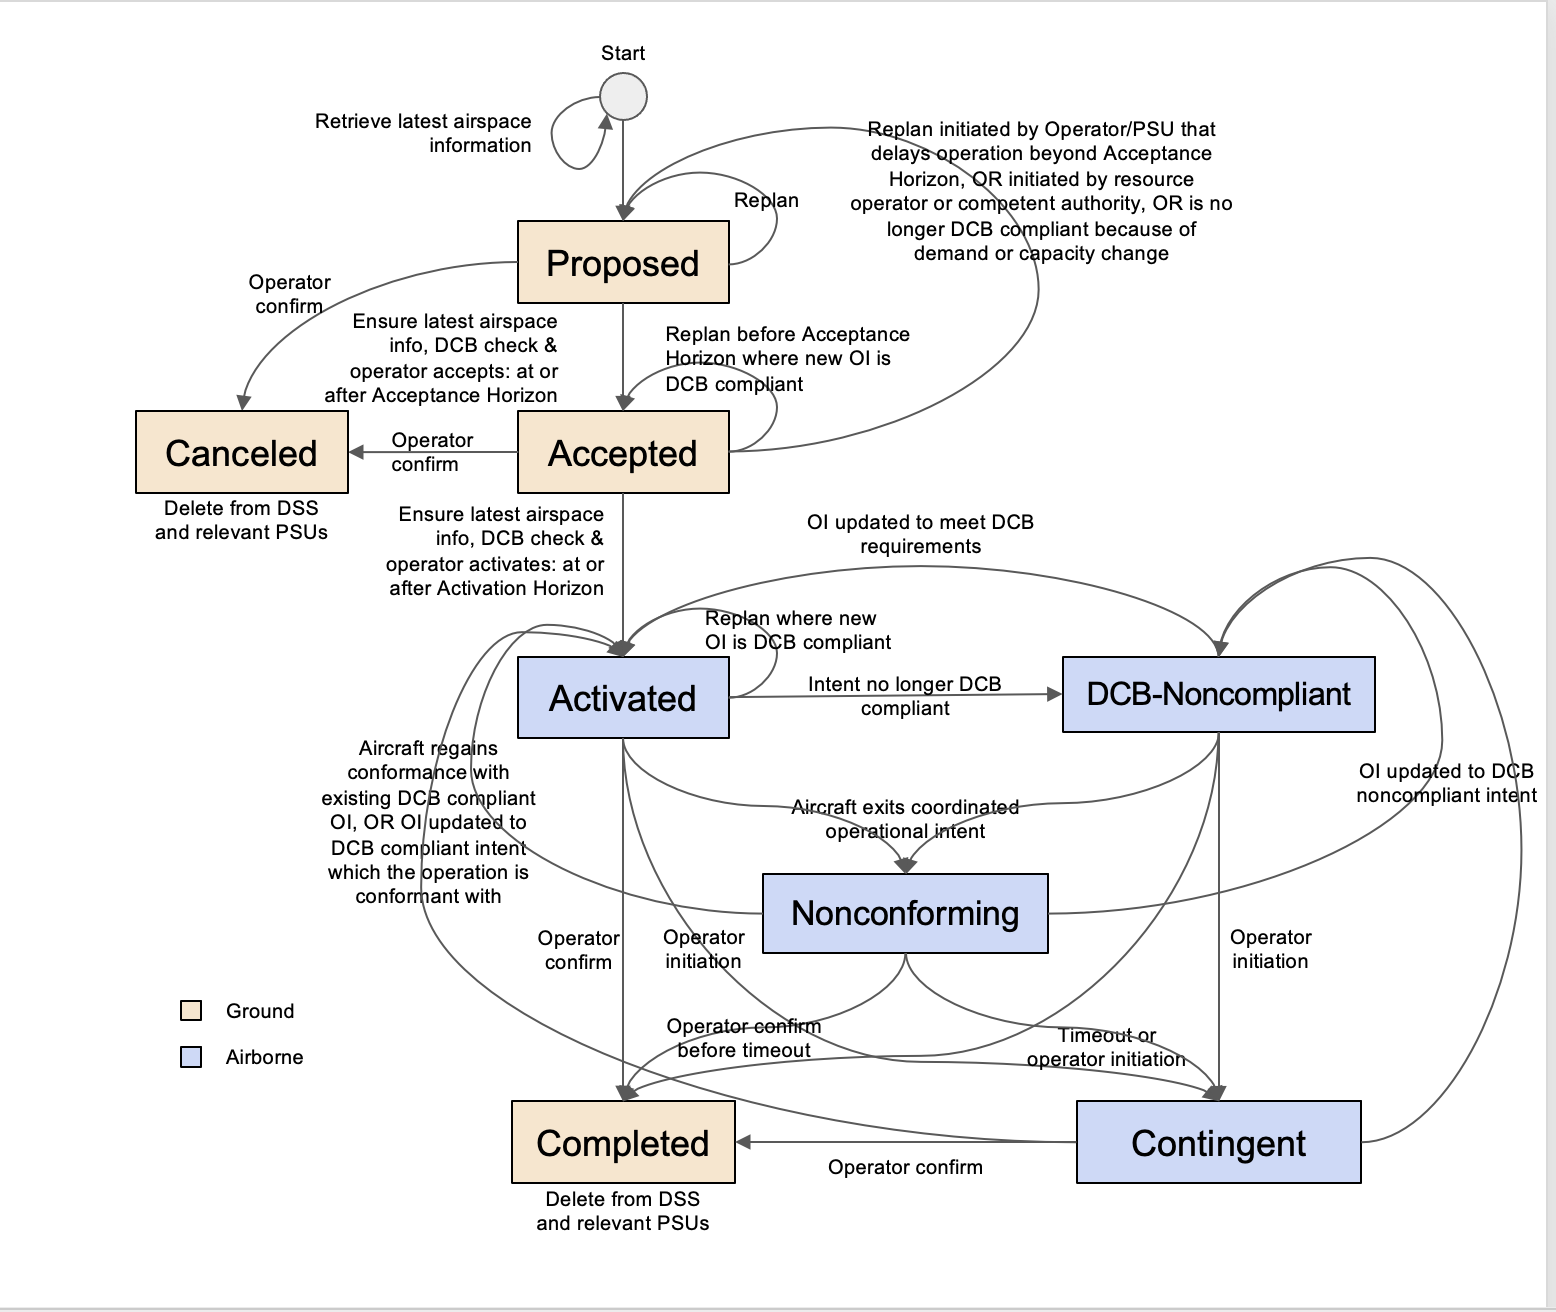 Start
Retrieve latest airspace
information
Replan initiated by Operator/PSU that
delays operation beyond Acceptance
Horizon, OR initiated by resource
operator or competent authority, OR is no
longer DCB compliant because of
demand or capacity change
Replan
Proposed
Operator
confirm
Ensure latest airspace
info, DCB check &
operator accepts: at or
after Acceptance Horizon
Replan before Acceptance
Horizon where new OI is
DCB compliant
Canceled
Operator
confirm
Accepted
Delete from DSS
and relevant PSUs
Ensure latest airspace
info, DCB check &
operator activates: at or
after Activation Horizon
OI updated to meet DCB
requirements
Replan where new
OI is DCB compliant
Activated
Intent no longer DCB
compliant
DCB-Noncompliant
Aircraft regains
conformance with
existing DCB compliant
OI, OR OI updated to
DCB compliant intent
which the operation is
conformant with
Aircraft exits coordinated
operational intent
OI updated to DCB
noncompliant intent
Nonconforming
Operator
confirm
Operator
initiation
Operator
initiation
Ground
Airborne
Operator confirm
before timeout
Timeout or
operator initiation
Completed
Operator confirm
Contingent
Delete from DSS
and relevant PSUs